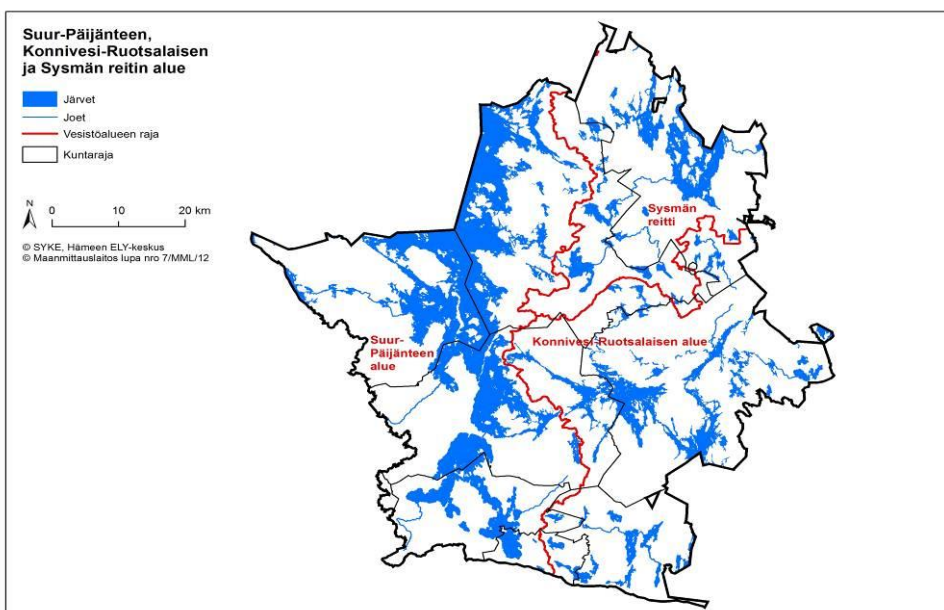 Suur-Päijänteen,
Konnivesi-Ruotsalaisen
ja Sysmän reitin alue
Järvet
Joet
Vesistöalueen raja
Kuntaraja
N
0 10 20 km
© SYKE, Hämeen ELY-keskus
© Maanmittauslaitos lupa nro 7/MML/12
Sysmän
reitti
Suur-
Päijänteen
alue
Konnivesi-Ruotsalaisen alue